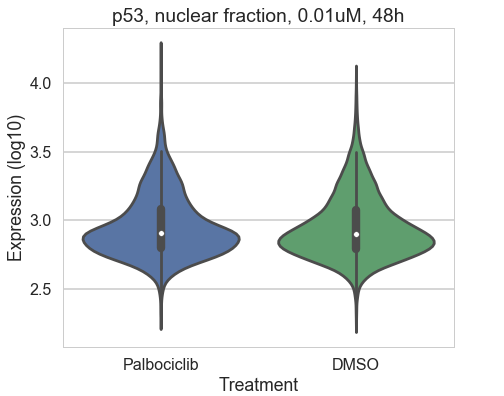 p53, nuclear fraction, 0.01uM, 48h
Expression (log10)
4.0
3.5
3.0
2.5
Palbociclib DMSO
Treatment